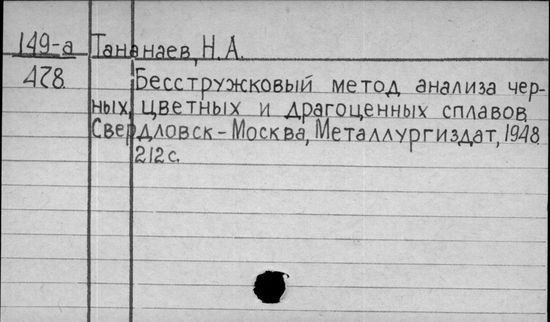 149-а Тананаев, Н. А.
478. Бесстружковый метод анализа чер-
ных, цветных и драгоценных сплавов
Свердловск-Москва, Металлургиздат, 1948.
212 с.